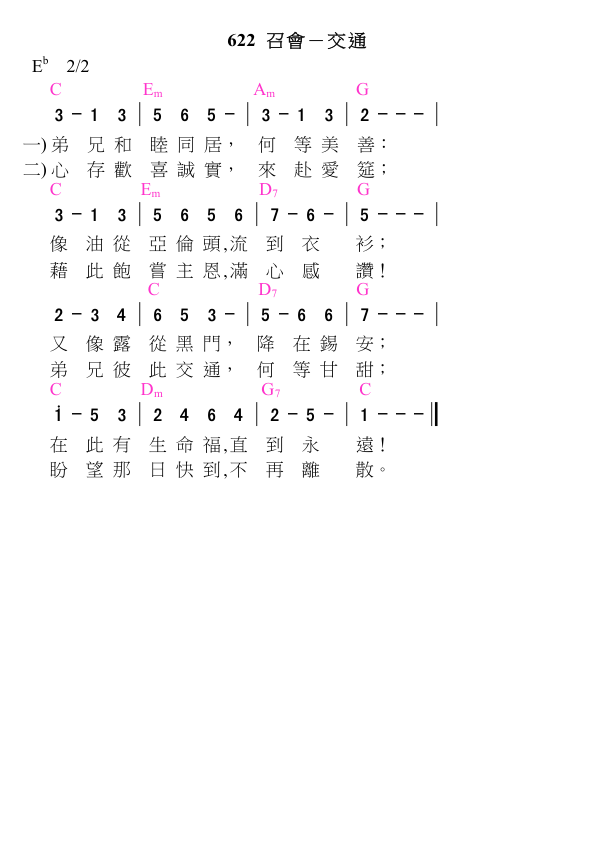 622 召會－交通
E♭ 2/2
C Em Am G
3 - 1 3 | 5 6 5 - | 3 - 1 3 | 2 - - - |
一) 弟 兄 和 睦 同 居， 何 等 美 善：
二) 心 存 歡 喜 誠 實， 來 赴 愛 筵；
C Em D7 G
3 - 1 3 | 5 6 5 6 | 7 - 6 - | 5 - - - |
像 油 從 亞 倫 頭,流 到 衣 衫；
藉 此 飽 嘗 主 恩,滿 心 感 讚！
C D7 G
2 - 3 4 | 6 5 3 - | 5 - 6 6 | 7 - - - |
又 像 露 從 黑 門， 降 在 錫 安；
弟 兄 彼 此 交 通， 何 等 甘 甜；
C Dm G7 C
i - 5 3 | 2 4 6 4 | 2 - 5 - | 1 - - - ||
在 此 有 生 命 福,直 到 永 遠！
盼 望 那 日 快 到,不 再 離 散。